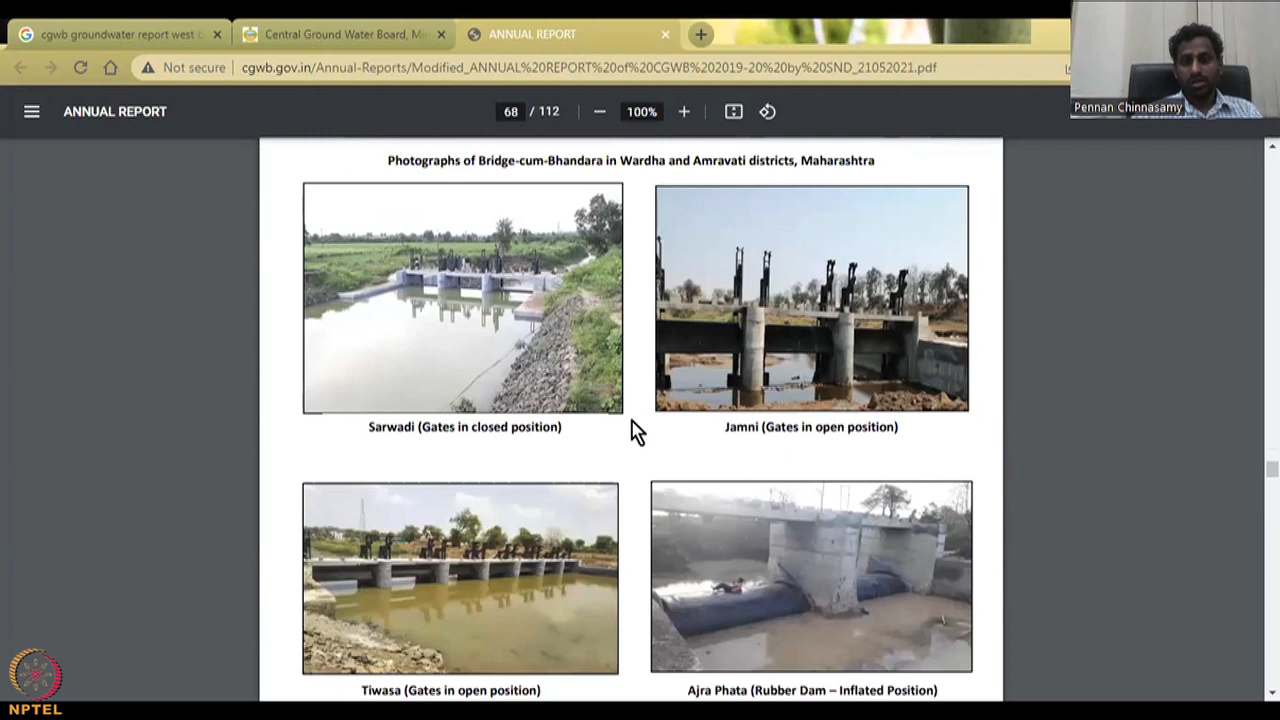 cgwb groundwater report west b
Central Ground Water Board, Mi
ANNUAL REPORT
Not secure
cgwb.gov.in/Annual-Reports/Modified_ANNUAL%20REPORT%20of%20CGWB%202019-20%20by%20SND_21052021.pdf
Pennan Chinnasamy
ANNUAL REPORT
68 / 112
100%
Photographs of Bridge-cum-Bhandara in Wardha and Amravati districts, Maharashtra
Sarwadi (Gates in closed position)
Jamni (Gates in open position)
Tiwasa (Gates in open position)
Ajra Phata (Rubber Dam – Inflated Position)
NPTEL